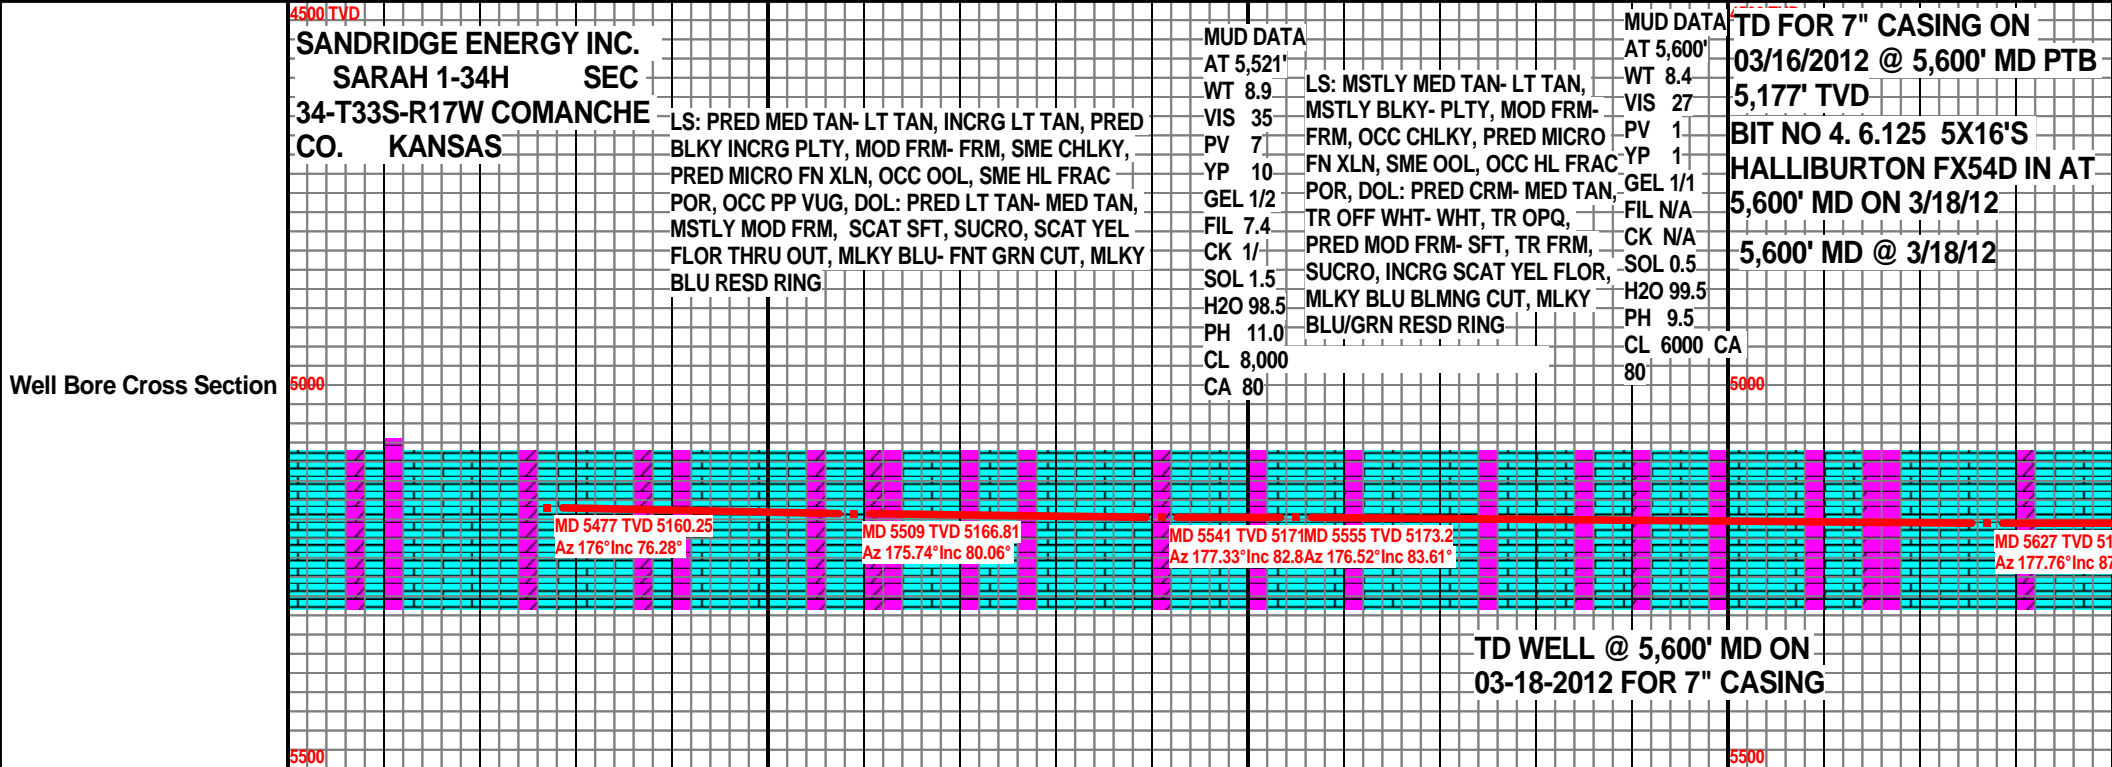 Well Bore Cross Section
4500 TVD
SANDRIDGE ENERGY INC.
SARAH 1-34H SEC
34-T33S-R17W COMANCHE
CO. KANSAS
LS: PRED MED TAN- LT TAN, INCRG LT TAN, PRED
BLKY INCRG PLTY, MOD FRM- FRM, SME CHLKY,
PRED MICRO FN XLN, OCC OOL, SME HL FRAC
POR, OCC PP VUG, DOL: PRED LT TAN- MED TAN,
MSTLY MOD FRM, SCAT SFT, SUCRO, SCAT YEL
FLOR THRU OUT, MLKY BLU- FNT GRN CUT, MLKY
BLU RESD RING
MUD DATA
AT 5,521'
WT 8.9
VIS 35
PV 7
YP 10
GEL 1/2
FIL 7.4
CK 1/
SOL 1.5
H2O 98.5
PH 11.0
CL 8,000
CA 80
LS: MSTLY MED TAN- LT TAN,
MSTLY BLKY- PLTY, MOD FRM-
FRM, OCC CHLKY, PRED MICRO
FN XLN, SME OOL, OCC HL FRAC
POR, DOL: PRED CRM- MED TAN,
TR OFF WHT- WHT, TR OPQ,
PRED MOD FRM- SFT, TR FRM,
SUCRO, INCRG SCAT YEL FLOR,
MLKY BLU BLMNG CUT, MLKY
BLU/GRN RESD RING
MUD DATA
AT 5,600'
WT 8.4
VIS 27
PV 1
YP 1
GEL 1/1
FIL N/A
CK N/A
SOL 0.5
H2O 99.5
PH 9.5
CL 6000 CA
80
TD FOR 7" CASING ON
03/16/2012 @ 5,600' MD PTB
5,177' TVD
BIT NO 4. 6.125 5X16'S
HALLIBURTON FX54D IN AT
5,600' MD ON 3/18/12
5,600' MD @ 3/18/12
5000
5000
MD 5477 TVD 5160.25
Az 176° Inc 76.28°
MD 5509 TVD 5166.81
Az 175.74° Inc 80.06°
MD 5541 TVD 5171
Az 177.33° Inc 82.8
MD 5555 TVD 5173.2
Az 176.52° Inc 83.61°
MD 5627 TVD 51
Az 177.76° Inc 87
TD WELL @ 5,600' MD ON
03-18-2012 FOR 7" CASING
5500
5500